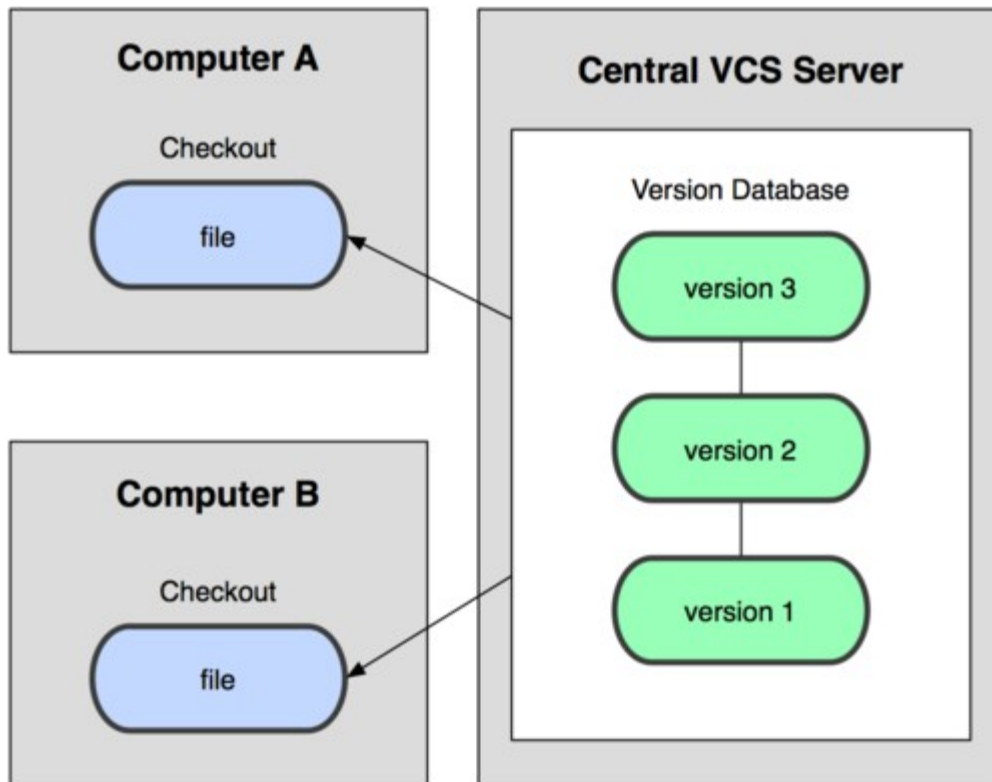 Computer A
Checkout
file
Computer B
Checkout
file
Central VCS Server
Version Database
version 3
version 2
version 1